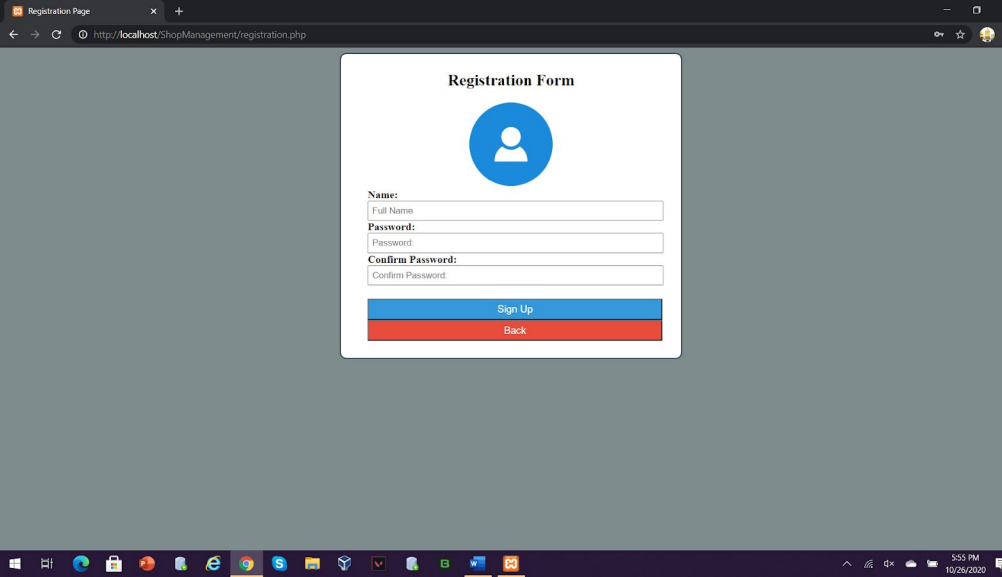 Registration Page
http://localhost/ShopManagement/registration.php
Registration Form
Name:
Full Name
Password:
Password:
Confirm Password:
Confirm Password:
Sign Up
Back
5:55 PM
10/26/2020